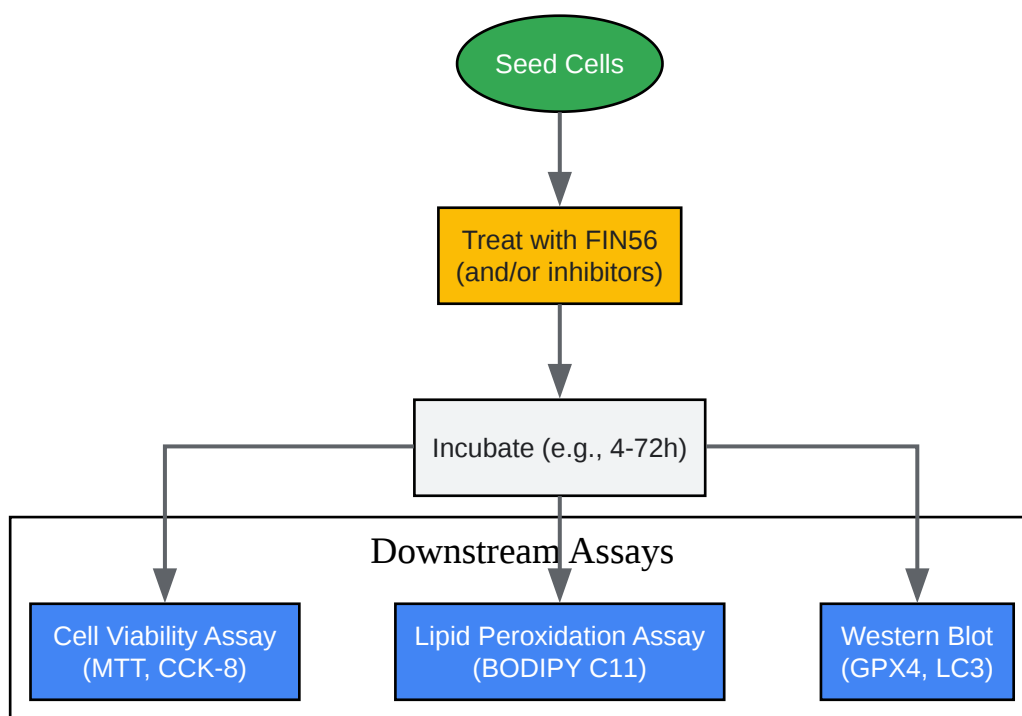 Seed Cells
Treat with FIN56
(and/or inhibitors)
Incubate (e.g., 4-72h)
Downstream Assays
Cell Viability Assay
(MTT, CCK-8)
Lipid Peroxidation Assay
(BODIPY C11)
Western Blot
(GPX4, LC3)